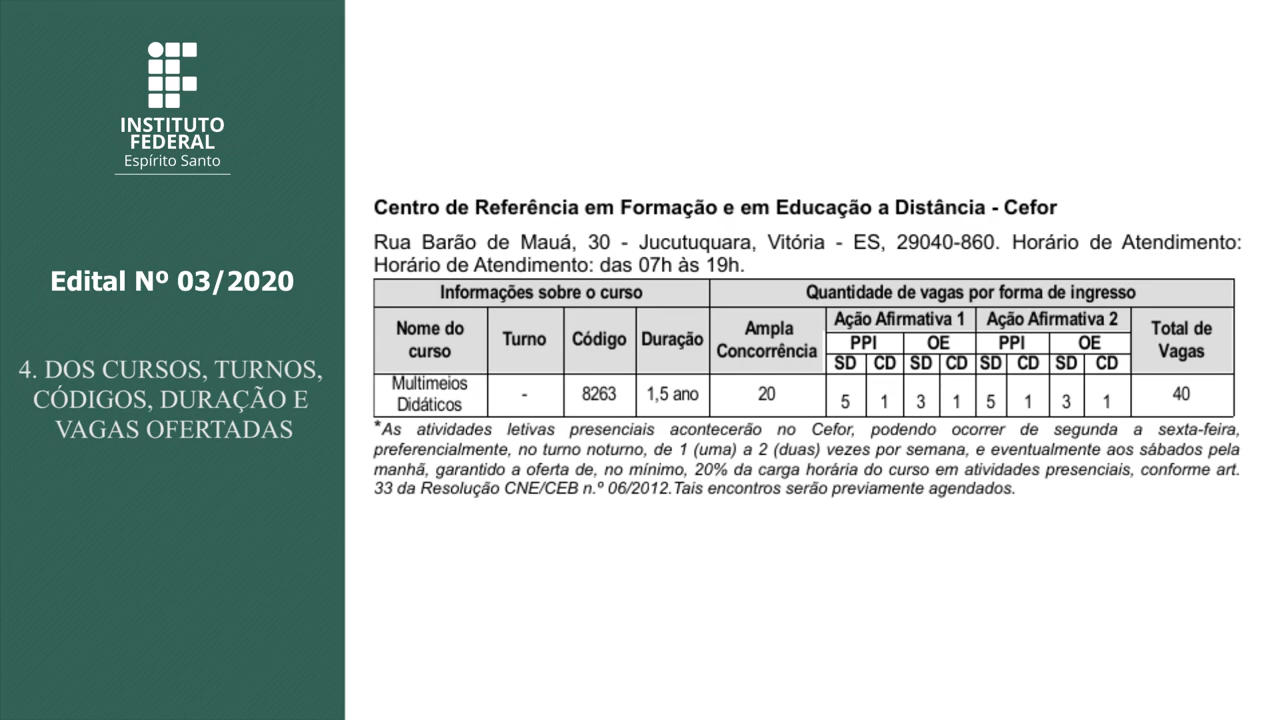 INSTITUTO
FEDERAL
Espírito Santo
Edital Nº 03/2020
4. DOS CURSOS, TURNOS,
CÓDIGOS, DURAÇÃO E
VAGAS OFERTADAS
Centro de Referência em Formação e em Educação a Distância - Cefor
Rua Barão de Mauá, 30 - Jucutuquara, Vitória - ES, 29040-860. Horário de Atendimento:
Horário de Atendimento: das 07h às 19h.
Informações sobre o curso Quantidade de vagas por forma de ingresso
Nome do curso Turno Código Duração Ampla Concorrência Ação Afirmativa 1 Ação Afirmativa 2 Total de Vagas
PPI OE PPI OE
SD CD SD CD SD CD SD CD
Multimeios Didáticos - 8263 1,5 ano 20 5 1 3 1 5 1 3 1 40
*As atividades letivas presenciais acontecerão no Cefor, podendo ocorrer de segunda a sexta-feira,
preferencialmente, no turno noturno, de 1 (uma) a 2 (duas) vezes por semana, e eventualmente aos sábados pela
manhã, garantido a oferta de, no mínimo, 20% da carga horária do curso em atividades presenciais, conforme art.
33 da Resolução CNE/CEB n.º 06/2012.Tais encontros serão previamente agendados.